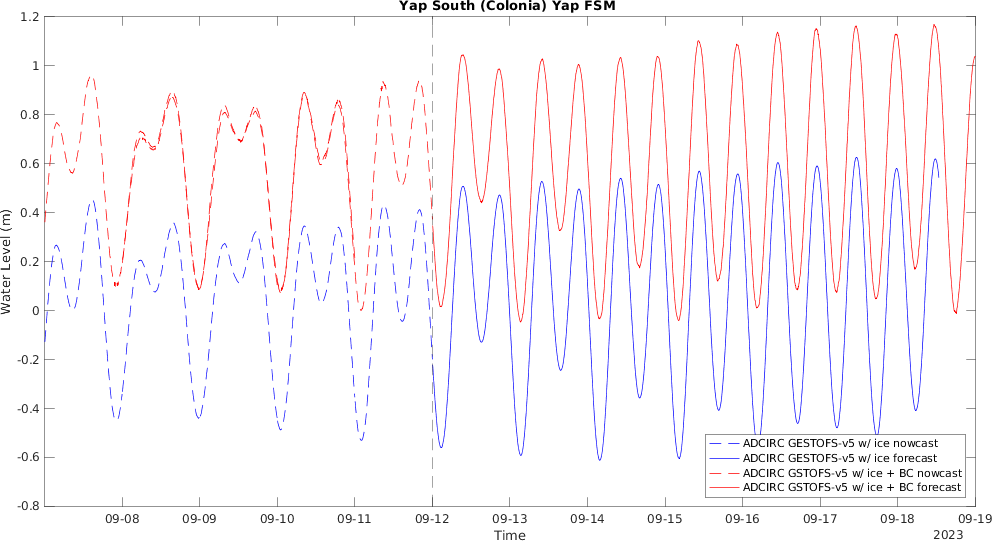 Yap South (Colonia) Yap FSM
1.2
1
0.8
0.6
0.4
0.2
0
-0.2
-0.4
-0.6
-0.8
Water Level (m)
ADCIRC GESTOFS-v5 w/ ice nowcast
ADCIRC GESTOFS-v5 w/ ice forecast
ADCIRC GSTOFS-v5 w/ ice + BC nowcast
ADCIRC GSTOFS-v5 w/ ice + BC forecast
09-08 09-09 09-10 09-11 09-12 09-13 09-14 09-15 09-16 09-17 09-18 09-19
Time
2023